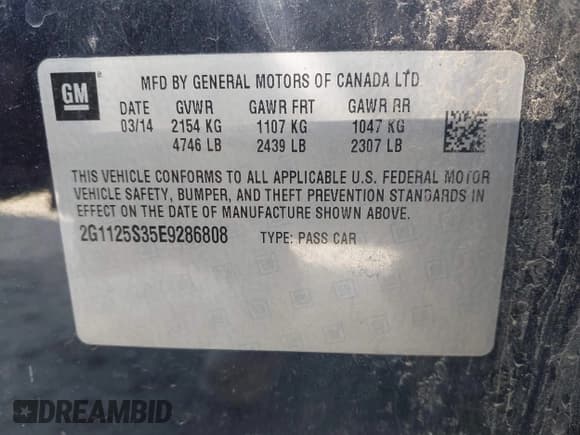 GM
MFD BY GENERAL MOTORS OF CANADA LTD
DATE GVWR GAWR FRT GAWR RR
03/14 2154 KG 1107 KG 1047 KG
4746 LB 2439 LB 2307 LB
THIS VEHICLE CONFORMS TO ALL APPLICABLE U.S. FEDERAL MOTOR
VEHICLE SAFETY, BUMPER, AND THEFT PREVENTION STANDARDS IN
EFFECT ON THE DATE OF MANUFACTURE SHOWN ABOVE.
2G1125S35E9286808 TYPE: PASS CAR
DREAMBID